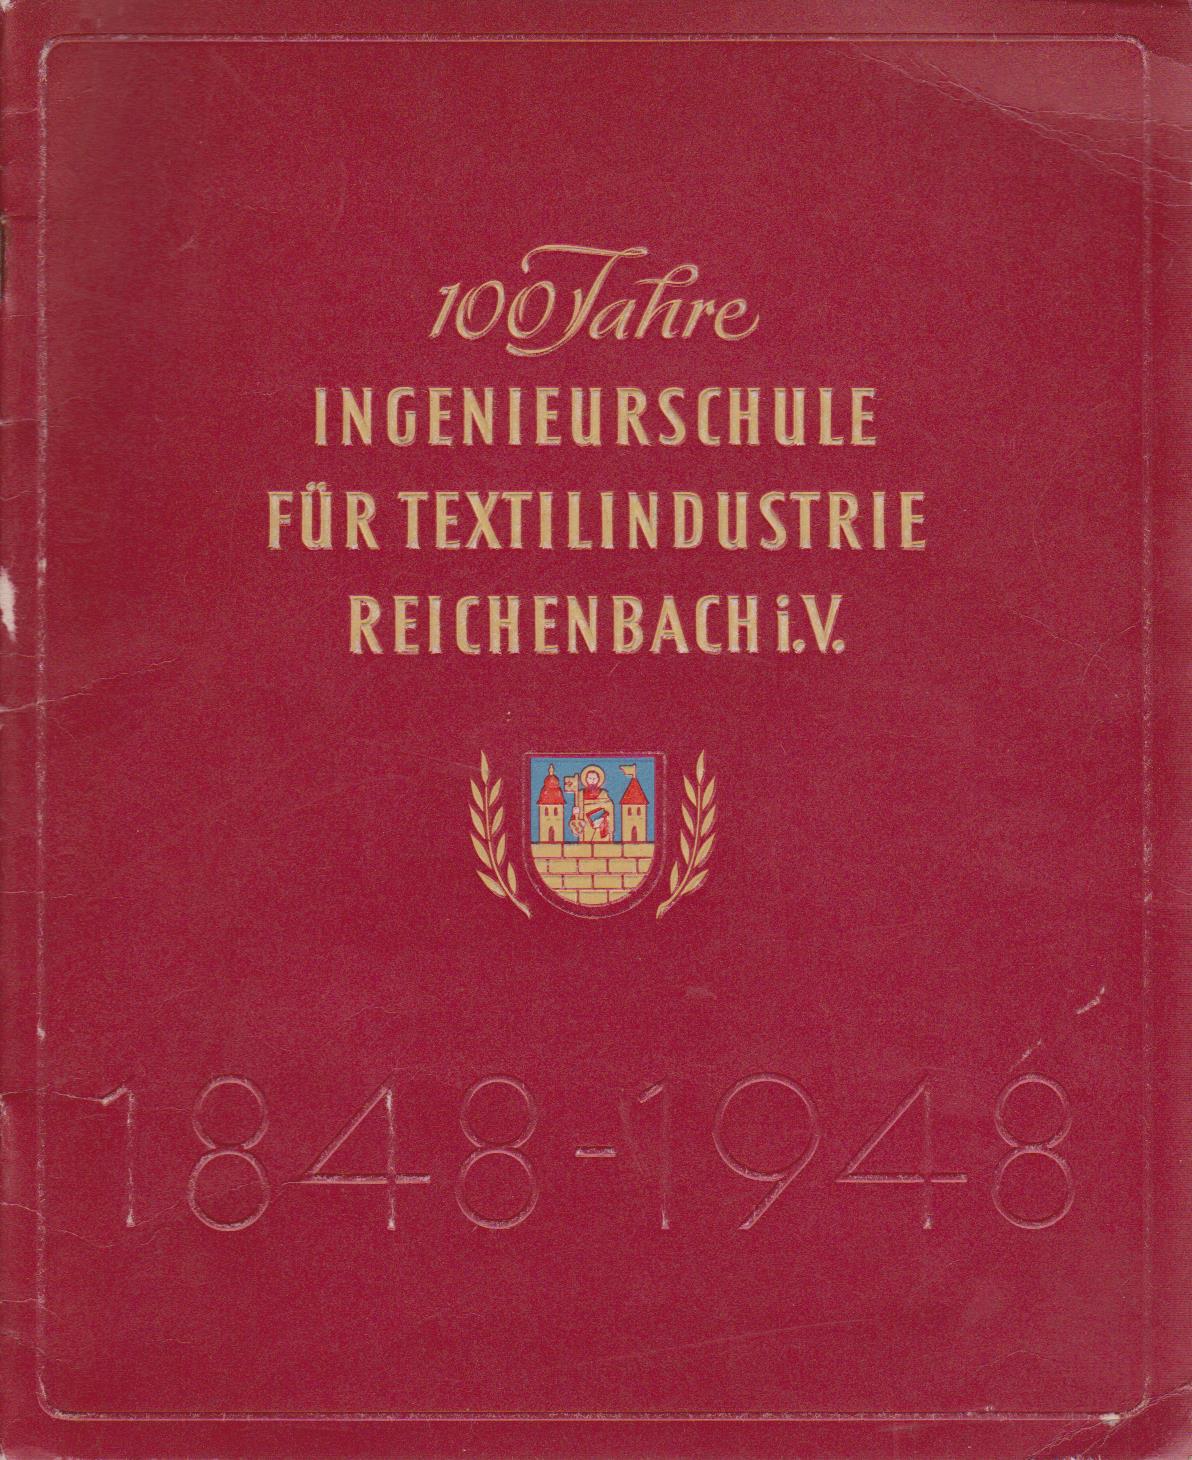 100 Jahre
INGENIEURSCHULE
FÜR TEXTILINDUSTRIE
REICHENBACH i.V.
1848-1948